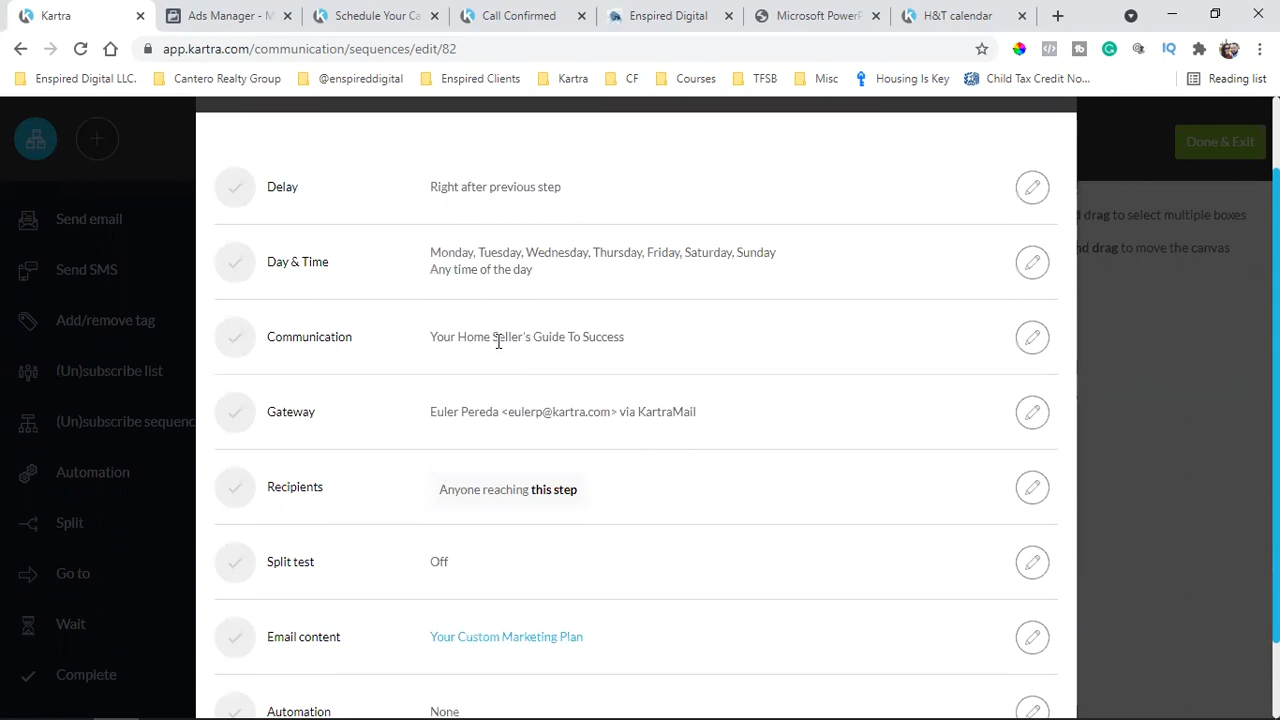 Kartra
Ads Manager - M
Schedule Your Ca
Call Confirmed
Enspired Digital
Microsoft PowerP
H&T calendar
app.kartra.com/communication/sequences/edit/82
Enspired Digital LLC.
Cantero Realty Group
@enspireddigital
Enspired Clients
Kartra
CF
Courses
TFSB
Misc
Housing Is Key
Child Tax Credit No...
Reading list
Done & Exit
Send email
Send SMS
Add/remove tag
(Un)subscribe list
(Un)subscribe sequenc
Automation
Split
Go to
Wait
Complete
Delay
Right after previous step
Day & Time
Monday, Tuesday, Wednesday, Thursday, Friday, Saturday, Sunday
Any time of the day
Communication
Your Home Seller's Guide To Success
Gateway
Euler Pereda <eulerp@kartra.com> via KartraMail
Recipients
Anyone reaching this step
Split test
Off
Email content
Your Custom Marketing Plan
Automation
None
d drag to select multiple boxes
nd drag to move the canvas